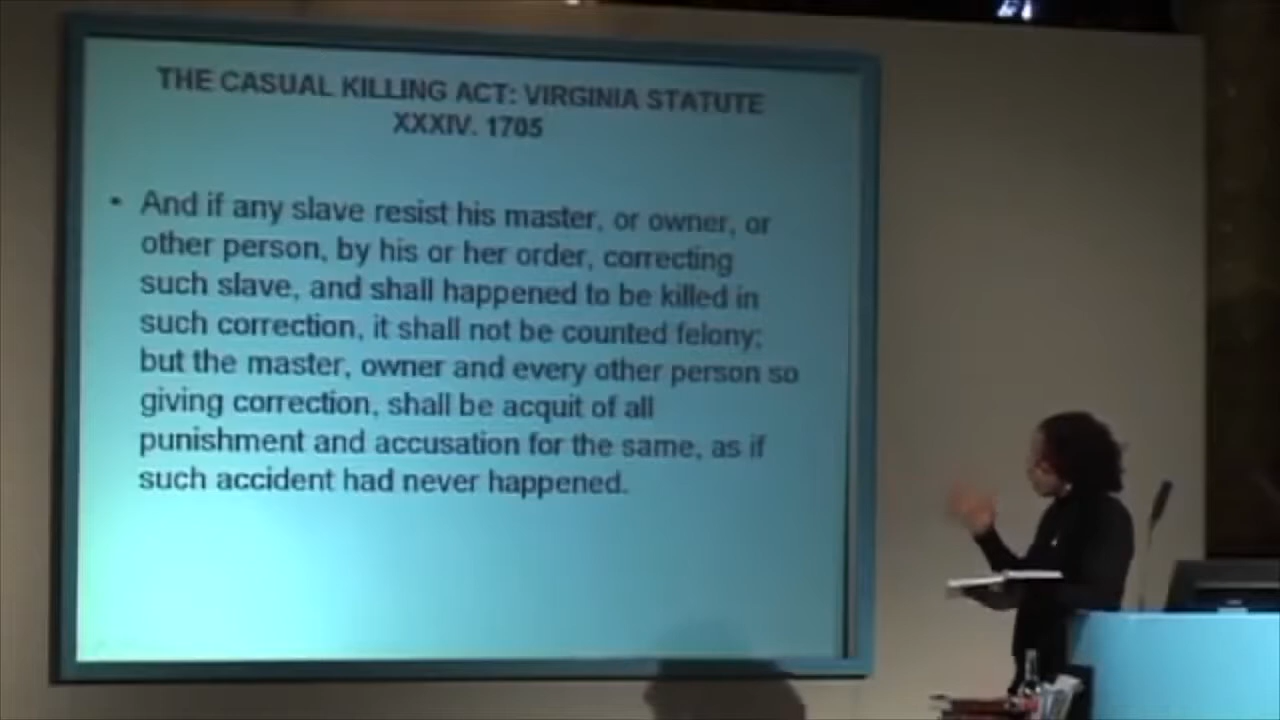 THE CASUAL KILLING ACT: VIRGINIA STATUTE
XXXIV. 1705
• And if any slave resist his master, or owner, or
other person, by his or her order, correcting
such slave, and shall happened to be killed in
such correction, it shall not be counted felony;
but the master, owner and every other person so
giving correction, shall be acquit of all
punishment and accusation for the same, as if
such accident had never happened.